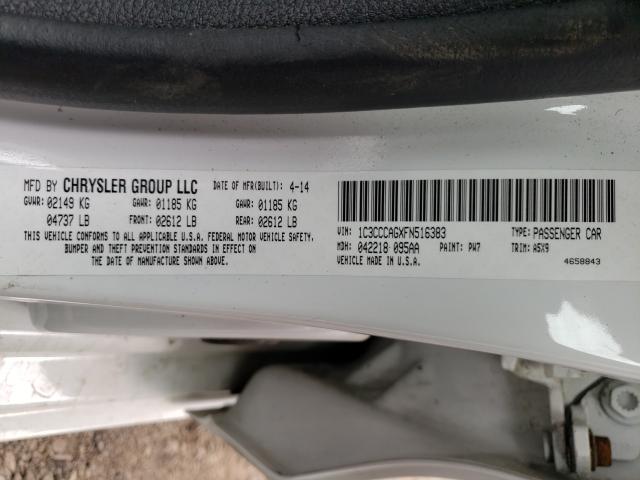 MFD BY CHRYSLER GROUP LLC DATE OF MFR(BUILT): 4-14
GVWR: 02149 KG GAWR: 01185 KG GAWR: 01185 KG
04737 LB FRONT: 02612 LB REAR: 02612 LB
THIS VEHICLE CONFORMS TO ALL APPLICABLE U.S.A. FEDERAL MOTOR VEHICLE SAFETY,
BUMPER AND THEFT PREVENTION STANDARDS IN EFFECT ON
THE DATE OF MANUFACTURE SHOWN ABOVE.
VIN: 1C3CCCAGXFN516383 TYPE: PASSENGER CAR
MDH: 042218 095AA PAINT: PW7 TRIM: A5X9
VEHICLE MADE IN U.S.A. 4658843